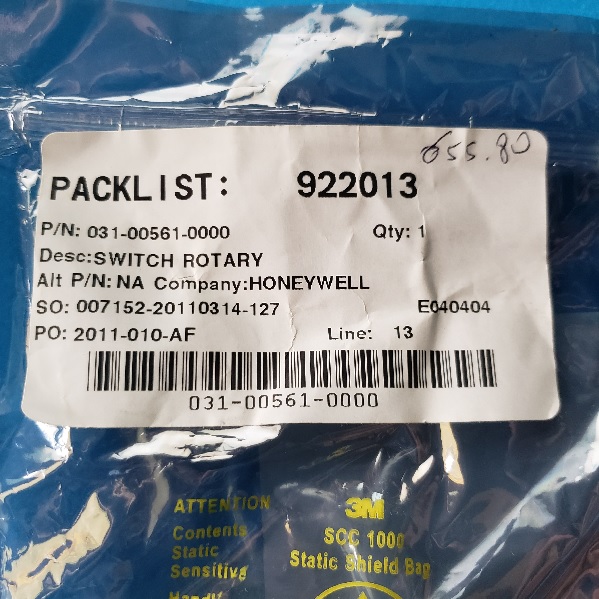 655.80
PACKLIST: 922013
P/N: 031-00561-0000 Qty: 1
Desc:SWITCH ROTARY
Alt P/N: NA Company:HONEYWELL
SO: 007152-20110314-127 E040404
PO: 2011-010-AF Line: 13
031-00561-0000
ATTENTION
Contents
Static
Sensitive
3M
SCC 1000
Static Shield Bag